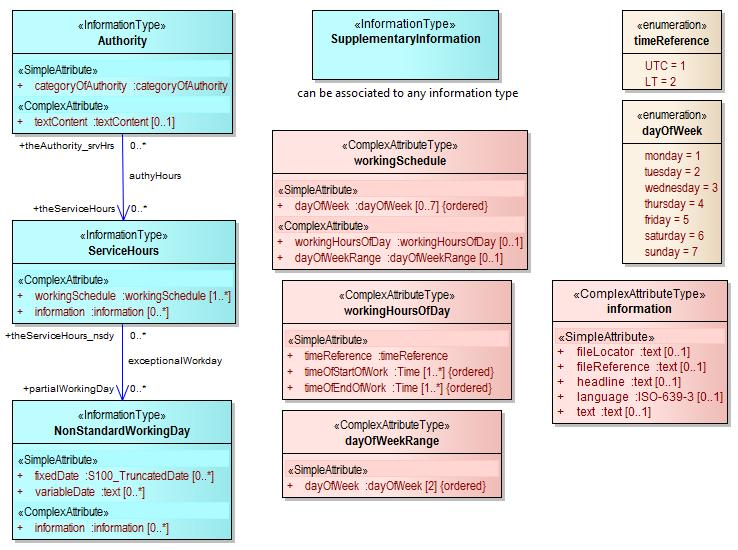 «InformationType»
Authority
«SimpleAttribute»
+ categoryOfAuthority :categoryOfAuthority
«ComplexAttribute»
+ textContent :textContent [0..1]
+theAuthority_srvHrs 0..*
authyHours
+theServiceHours 0..*
«InformationType»
ServiceHours
«ComplexAttribute»
+ workingSchedule :workingSchedule [1..*]
+ information :information [0..*]
+theServiceHours_nsdy 0..*
exceptionalWorkday
+partialWorkingDay 0..*
«InformationType»
NonStandardWorkingDay
«SimpleAttribute»
+ fixedDate :S100_TruncatedDate [0..*]
+ variableDate :text [0..*]
«ComplexAttribute»
+ information :information [0..*]
«InformationType»
SupplementaryInformation
can be associated to any information type
«ComplexAttributeType»
workingSchedule
«SimpleAttribute»
+ dayOfWeek :dayOfWeek [0..7] {ordered}
«ComplexAttribute»
+ workingHoursOfDay :workingHoursOfDay [0..1]
+ dayOfWeekRange :dayOfWeekRange [0..1]
«ComplexAttributeType»
workingHoursOfDay
«SimpleAttribute»
+ timeReference :timeReference
+ timeOfStartOfWork :Time [1..*] {ordered}
+ timeOfEndOfWork :Time [1..*] {ordered}
«ComplexAttributeType»
dayOfWeekRange
«SimpleAttribute»
+ dayOfWeek :dayOfWeek [2] {ordered}
«enumeration»
timeReference
UTC = 1
LT = 2
«enumeration»
dayOfWeek
monday = 1
tuesday = 2
wednesday = 3
thursday = 4
friday = 5
saturday = 6
sunday = 7
«ComplexAttributeType»
information
«SimpleAttribute»
+ fileLocator :text [0..1]
+ fileReference :text [0..1]
+ headline :text [0..1]
+ language :ISO-639-3 [0..1]
+ text :text [0..1]